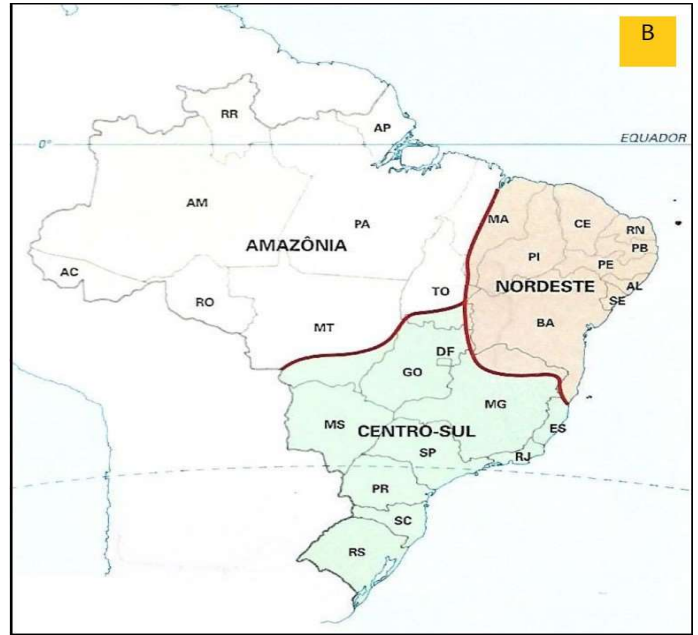 B
RR
AP
0°
EQUADOR
AM
PA
MA
CE
RN
PB
AMAZÔNIA
PI
PE
AC
TO
NORDESTE
AL
SE
RO
MT
BA
DF
GO
MG
MS
CENTRO-SUL
ES
SP
RJ
PR
SC
RS